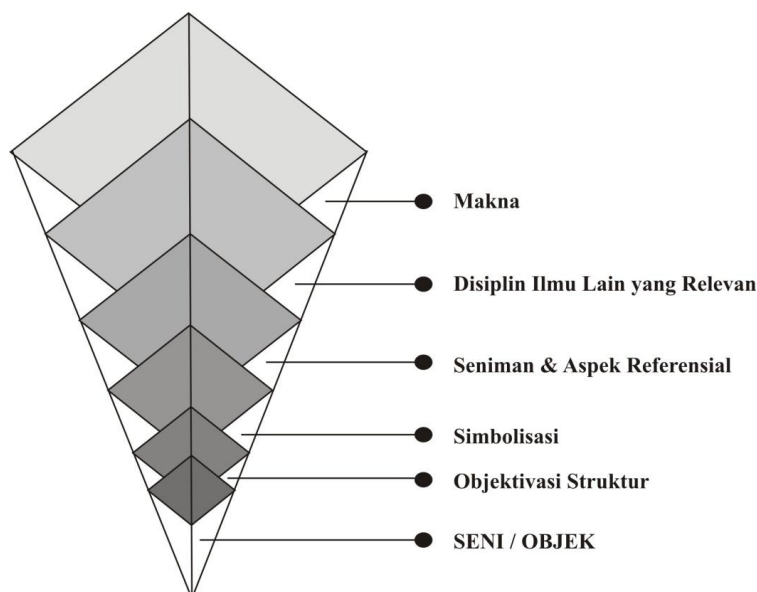 Makna
Disiplin Ilmu Lain yang Relevan
Seniman & Aspek Referensial
Simbolisasi
Objektivasi Struktur
SENI / OBJEK